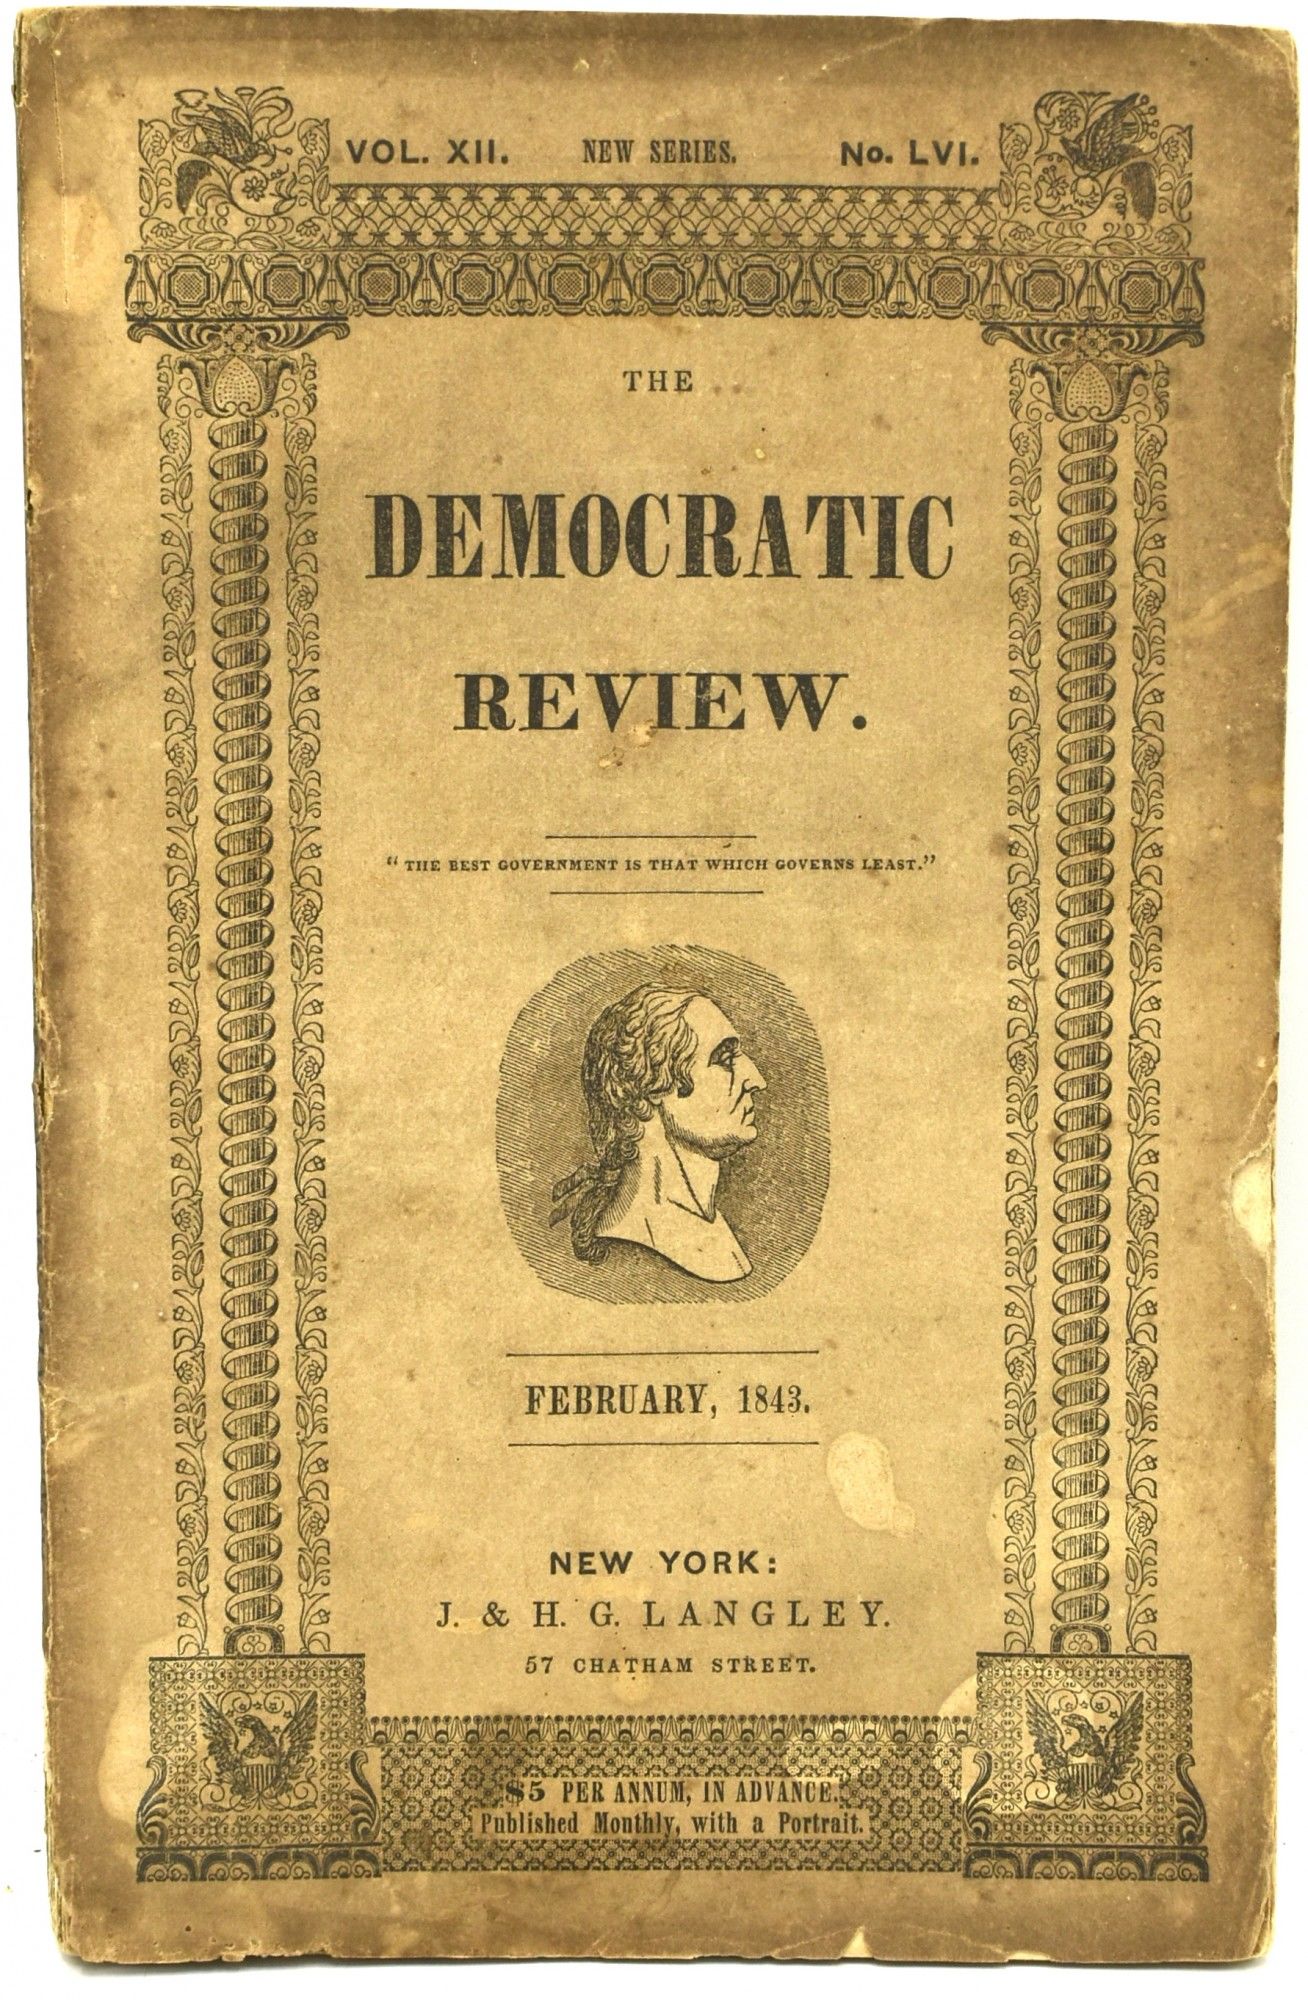 VOL. XII. NEW SERIES. No. LVI.
THE
DEMOCRATIC
REVIEW.
“ THE BEST GOVERNMENT IS THAT WHICH GOVERNS LEAST.”
FEBRUARY, 1843.
NEW YORK:
J. & H. G. LANGLEY.
57 CHATHAM STREET.
$5 PER ANNUM, IN ADVANCE.
Published Monthly, with a Portrait.